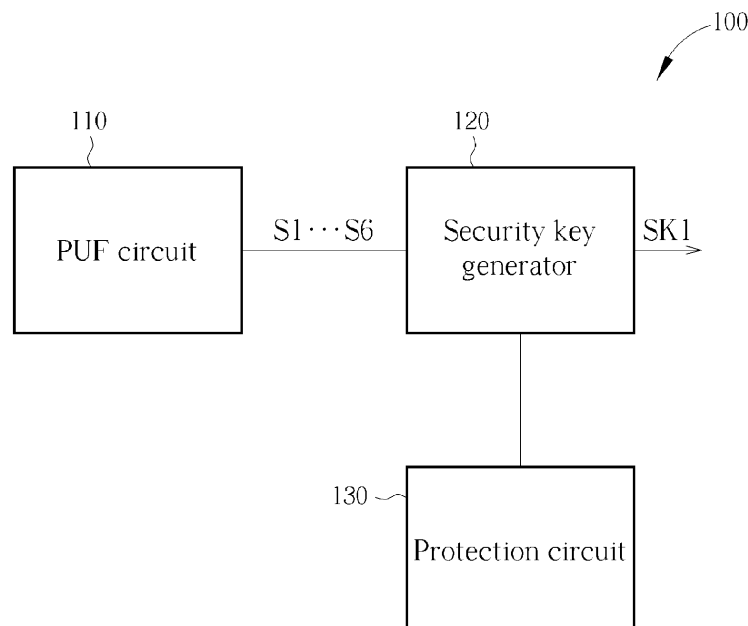 100
110
120
PUF circuit
S1···S6
Security key
generator
SK1
130
Protection circuit